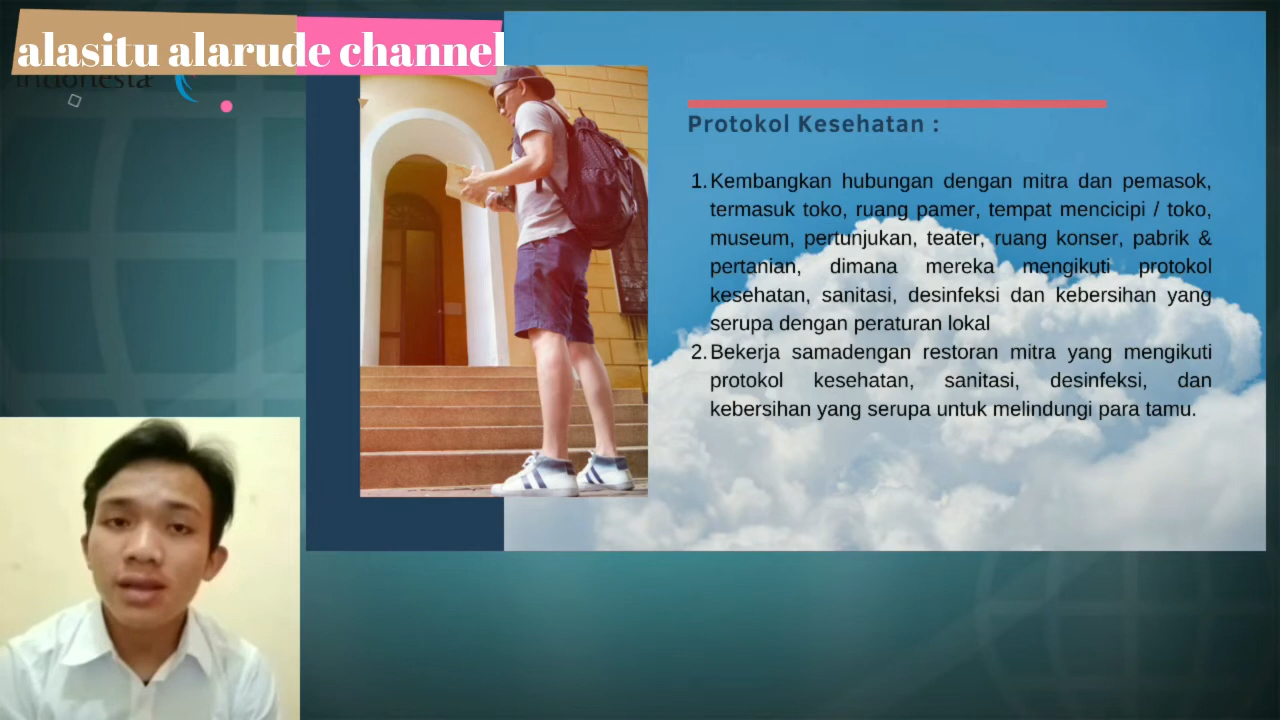 alasitu alarude channel
indonesia
Protokol Kesehatan :
1. Kembangkan hubungan dengan mitra dan pemasok,
termasuk toko, ruang pamer, tempat mencicipi / toko,
museum, pertunjukan, teater, ruang konser, pabrik &
pertanian, dimana mereka mengikuti protokol
kesehatan, sanitasi, desinfeksi dan kebersihan yang
serupa dengan peraturan lokal
2. Bekerja samadengan restoran mitra yang mengikuti
protokol kesehatan, sanitasi, desinfeksi, dan
kebersihan yang serupa untuk melindungi para tamu.